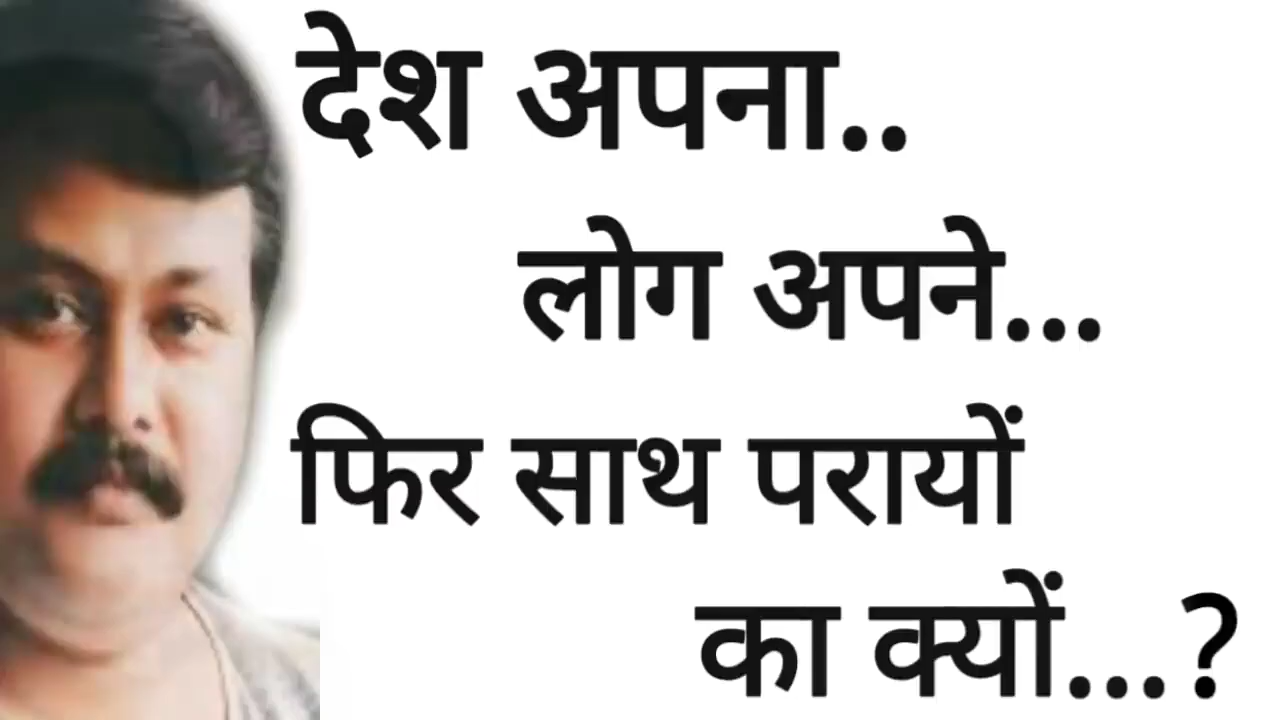 देश अपना..
लोग अपने...
फिर साथ परायों
का क्यों...?